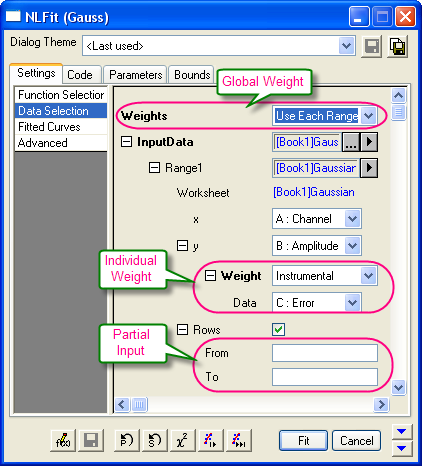 NLFit (Gauss)
Dialog Theme <Last used>
Settings Code Parameters Bounds
Global Weight
Function Selection
Data Selection
Fitted Curves
Advanced
Weights Use Each Range
InputData [Book1]Gaus ...
Range1 [Book1]Gaussian
Worksheet [Book1]Gaussian
x A : Channel
y B : Amplitude
Individual
Weight
Weight Instrumental
Data C : Error
Partial
Input
Rows
From
To
f(x) S χ² Fit Cancel